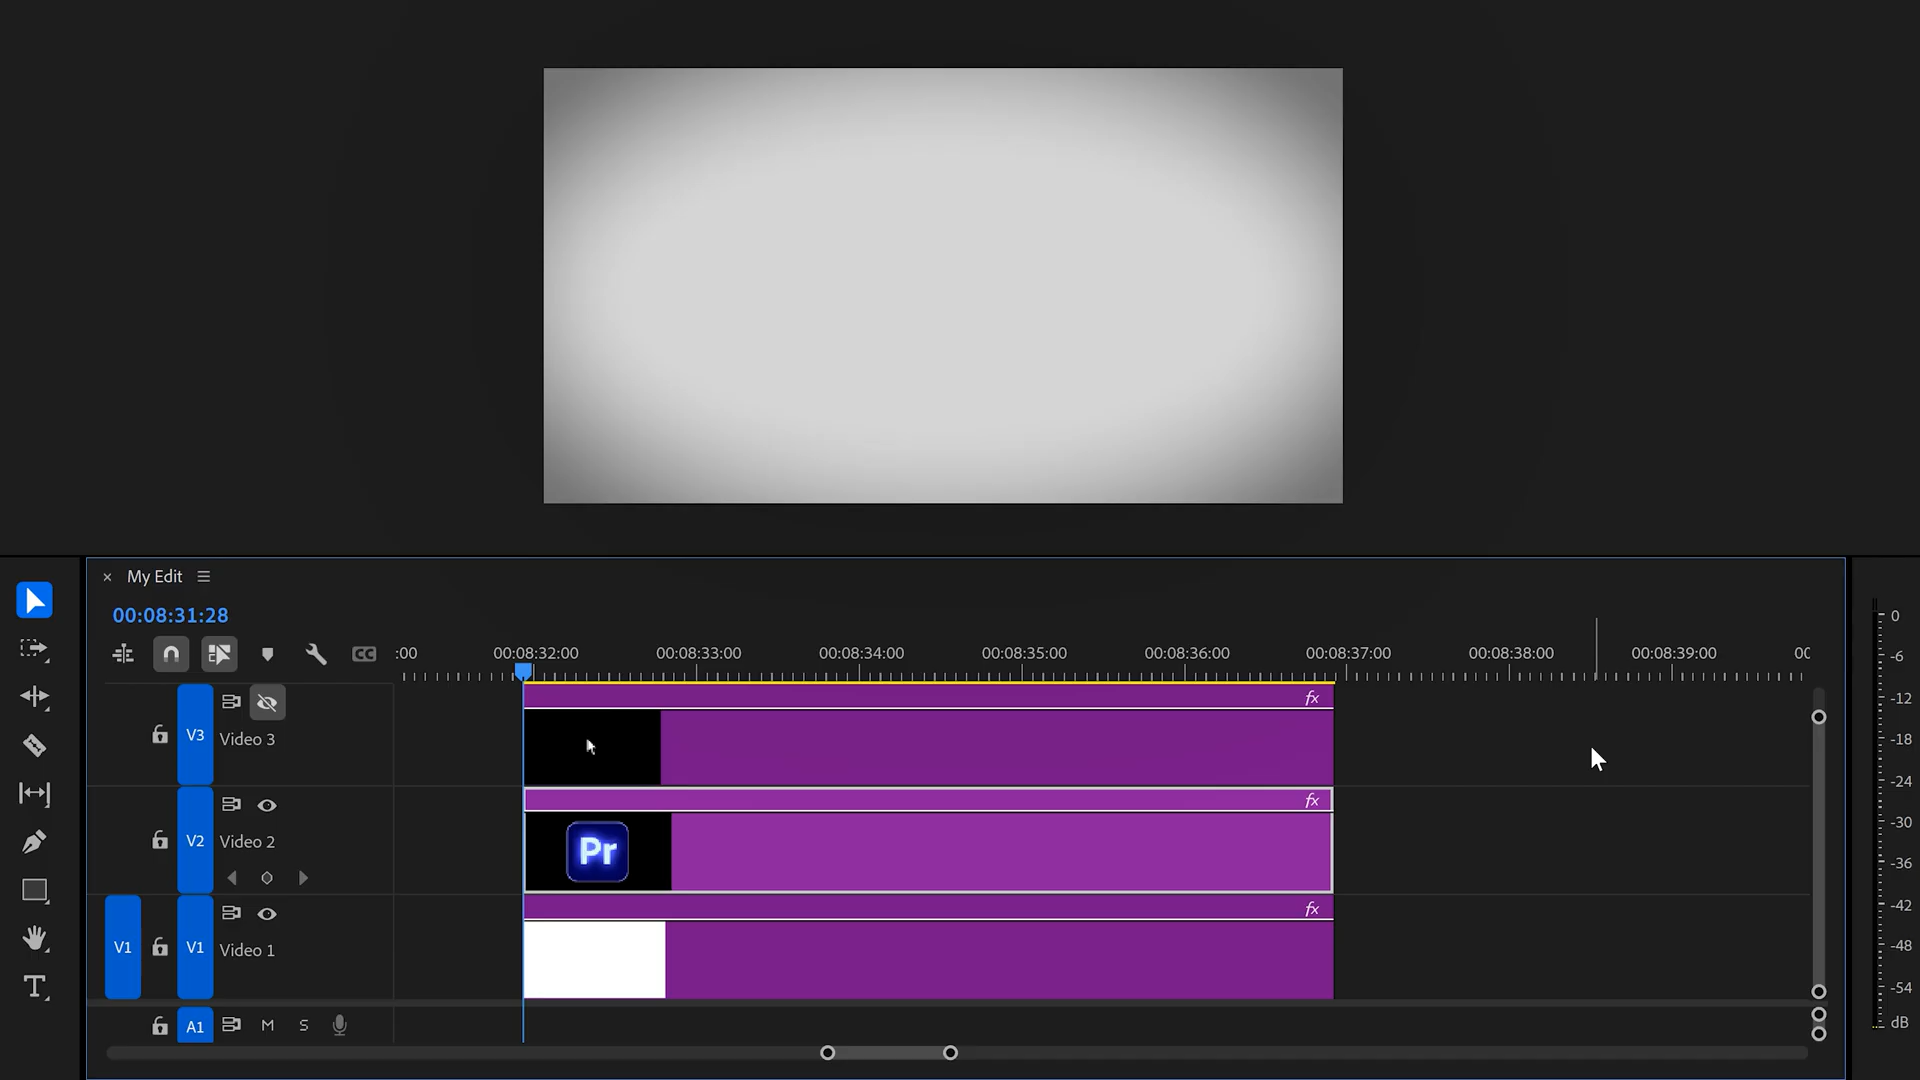 × My Edit
00:08:31:28
CC
:00 00:08:32:00 00:08:33:00 00:08:34:00 00:08:35:00 00:08:36:00 00:08:37:00 00:08:38:00 00:08:39:00 00
V3 Video 3 fx
V2 Video 2 Pr fx
V1 V1 Video 1 fx
A1 M S
T
0
-6
-12
-18
-24
-30
-36
-42
-48
-54
dB